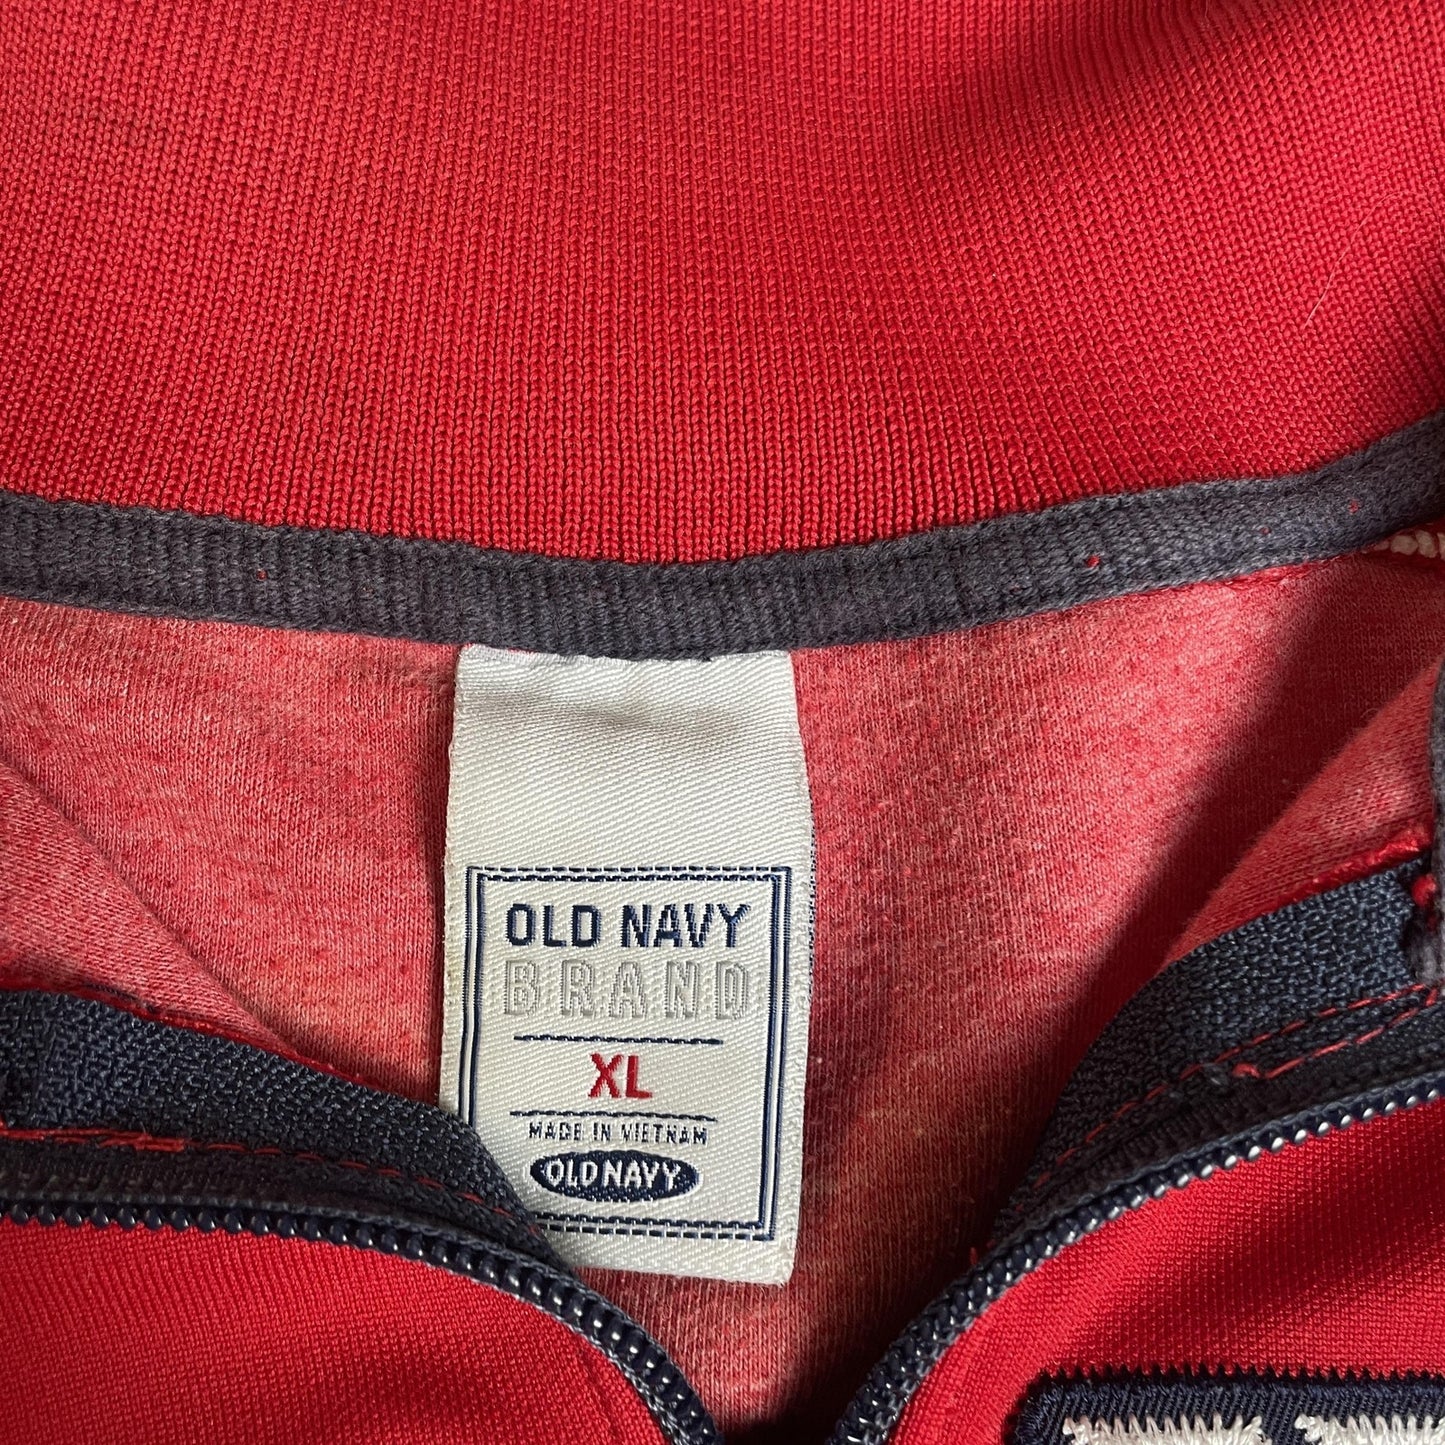 OLD NAVY
BRAND
XL
MADE IN VIETNAM
OLD NAVY